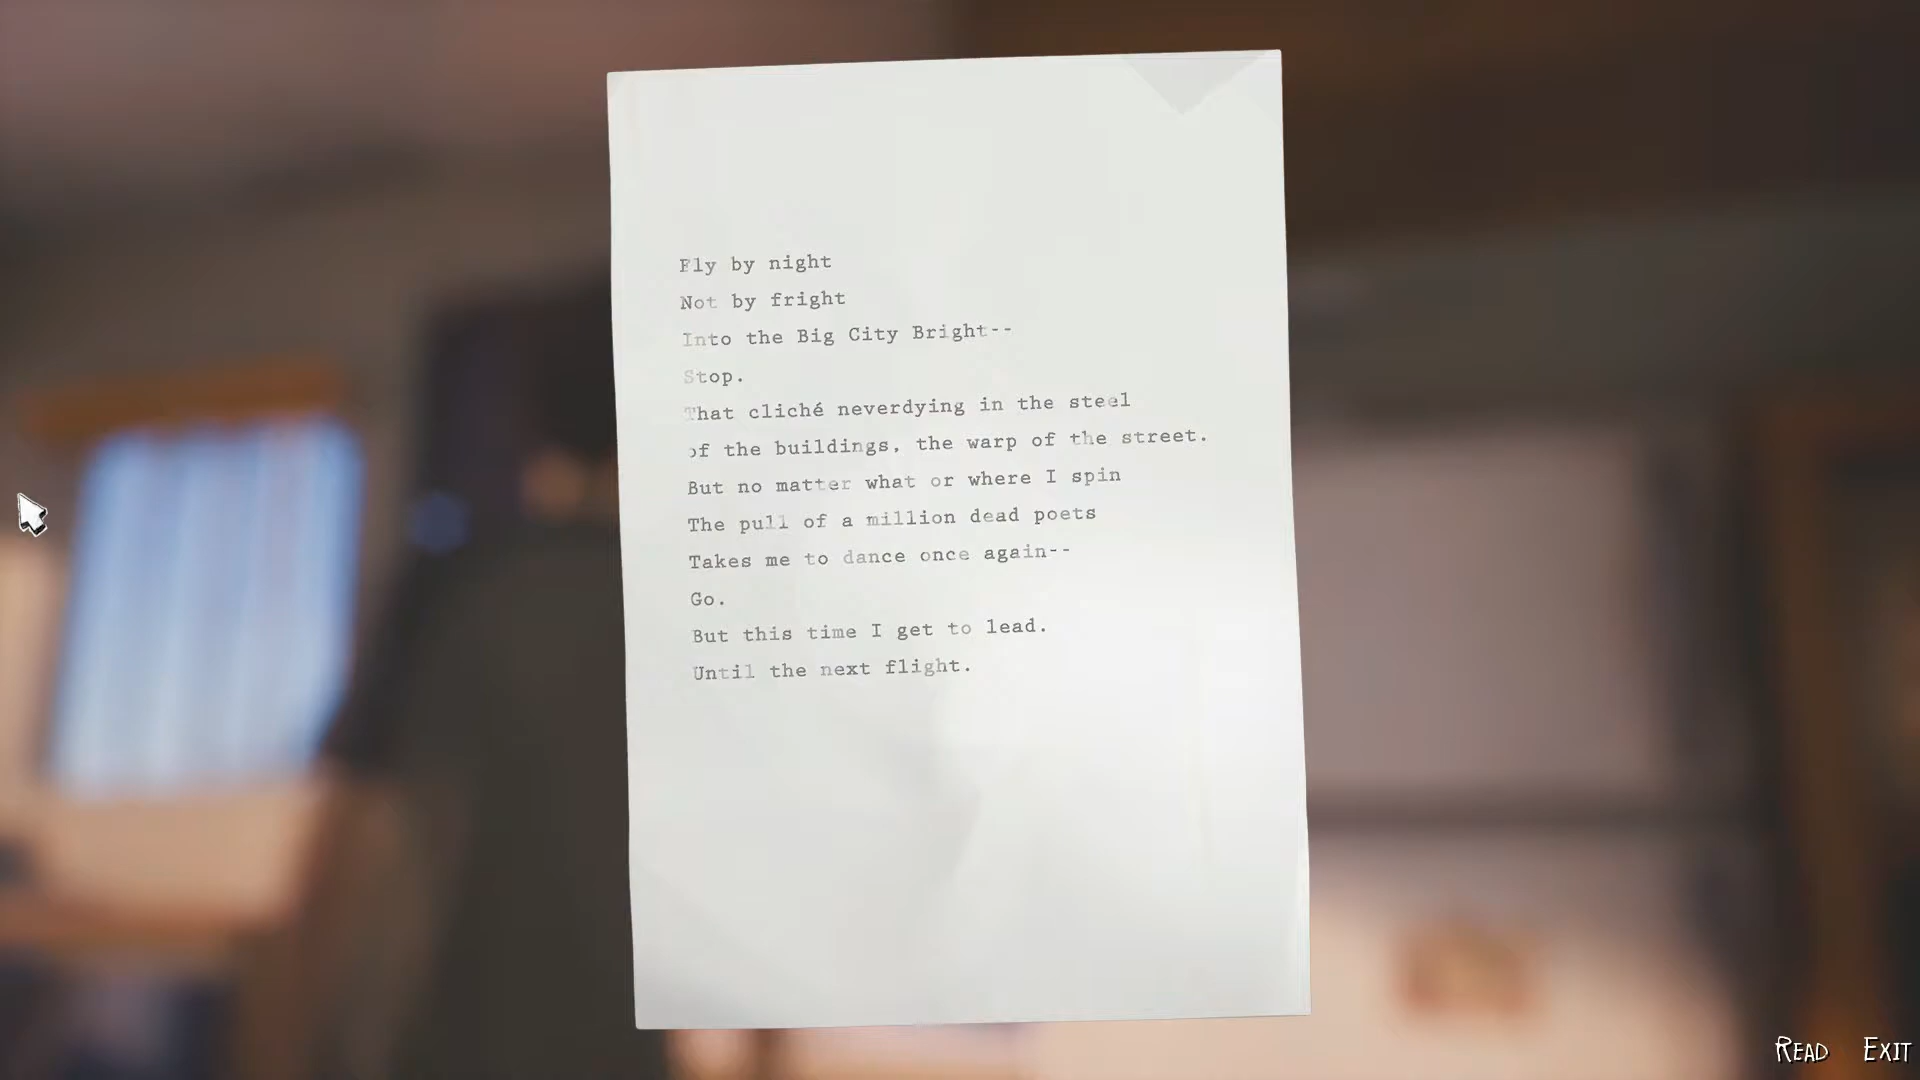 Fly by night
Not by fright
Into the Big City Bright--
Stop.
That cliché neverdying in the steel
of the buildings, the warp of the street.
But no matter what or where I spin
The pull of a million dead poets
Takes me to dance once again--
Go.
But this time I get to lead.
Until the next flight.
READ EXIT